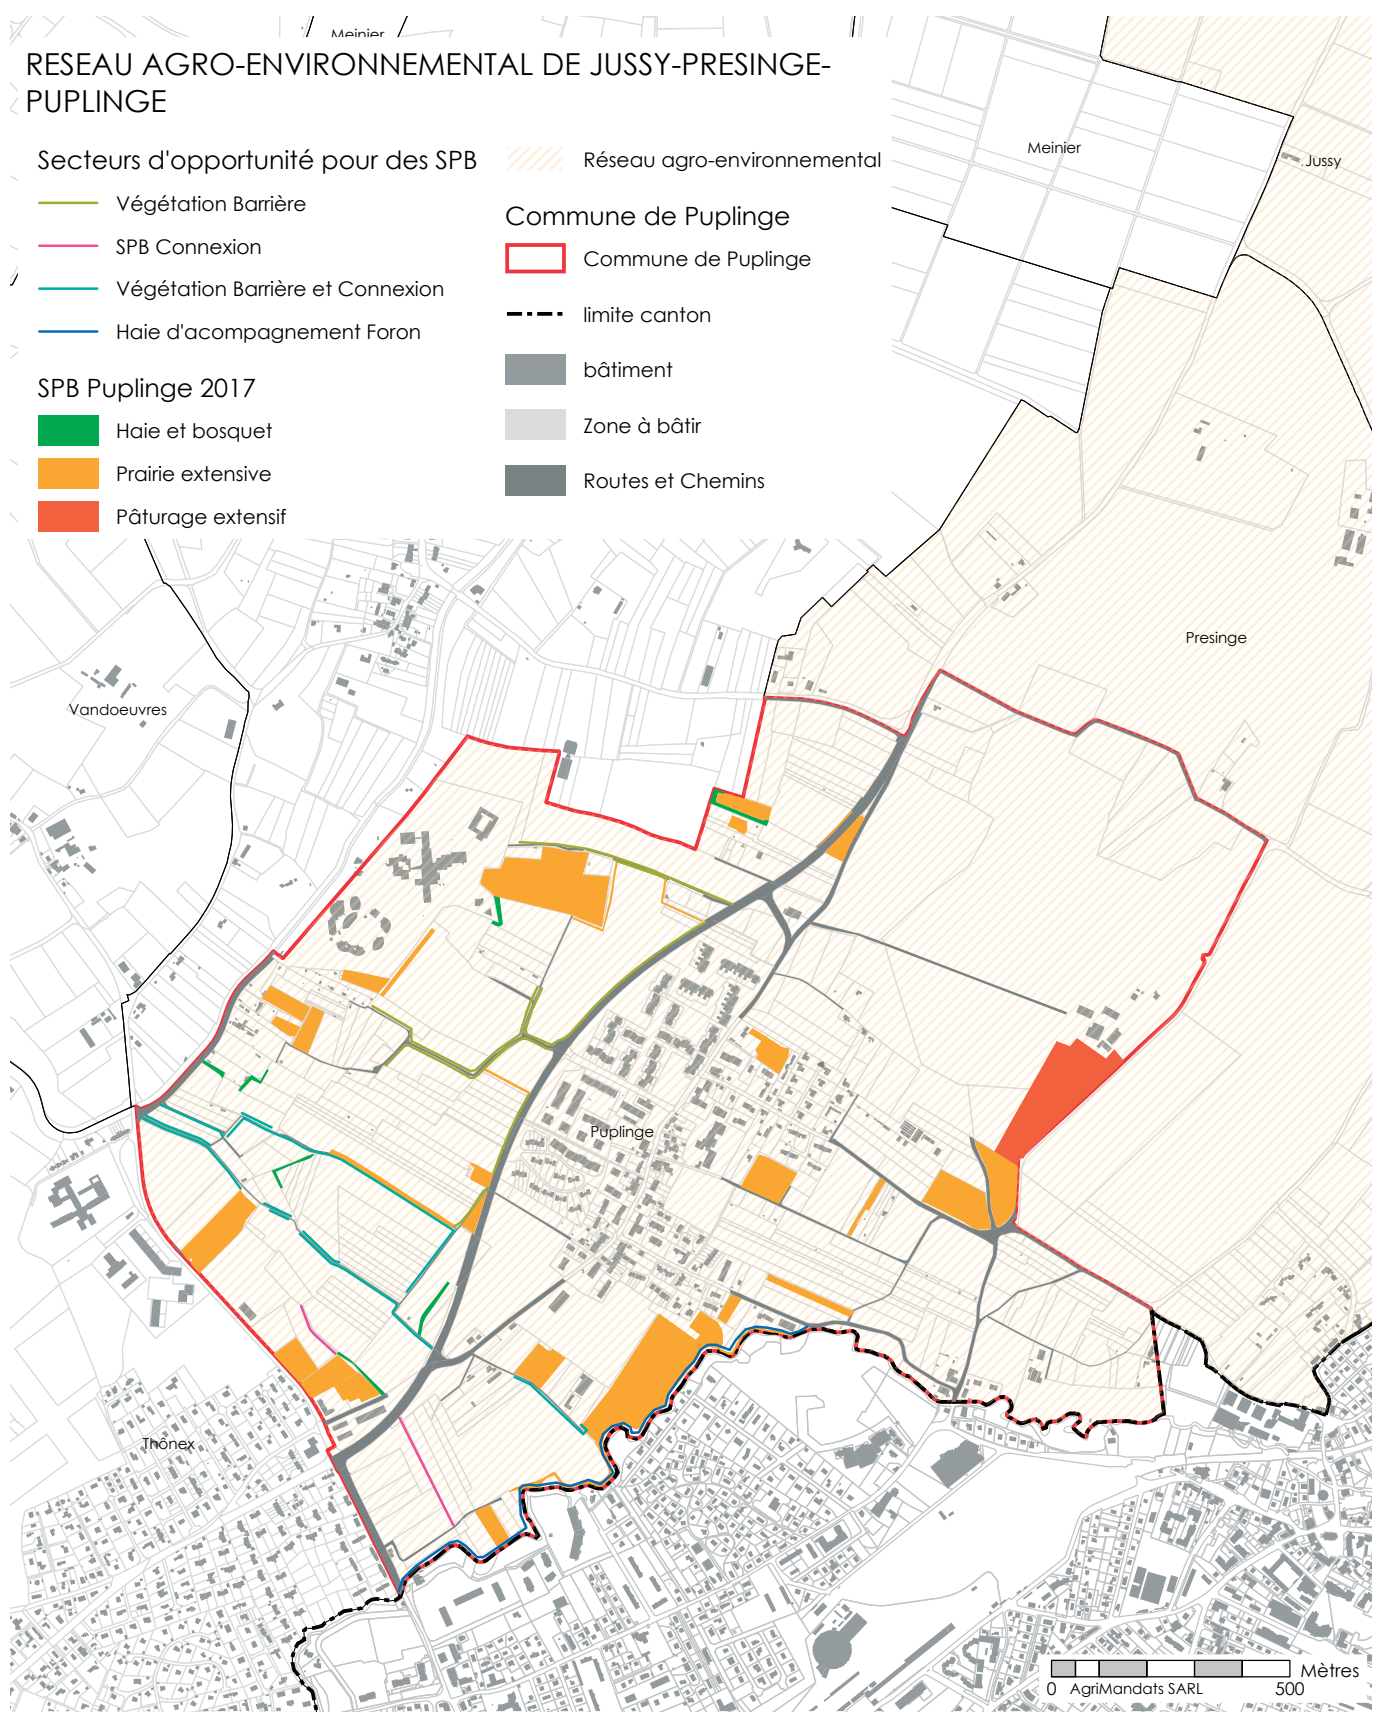 Meinier
RESEAU AGRO-ENVIRONNEMENTAL DE JUSSY-PRESINGE-
PUPLINGE
Secteurs d'opportunité pour des SPB
Végétation Barrière
SPB Connexion
Végétation Barrière et Connexion
Haie d'acompagnement Foron
SPB Puplinge 2017
Haie et bosquet
Prairie extensive
Pâturage extensif
Réseau agro-environnemental
Commune de Puplinge
Commune de Puplinge
limite canton
bâtiment
Zone à bâtir
Routes et Chemins
Meinier
Jussy
Presinge
Vandoeuvres
Puplinge
Thônex
Mètres
0 AgriMandats SARL 500